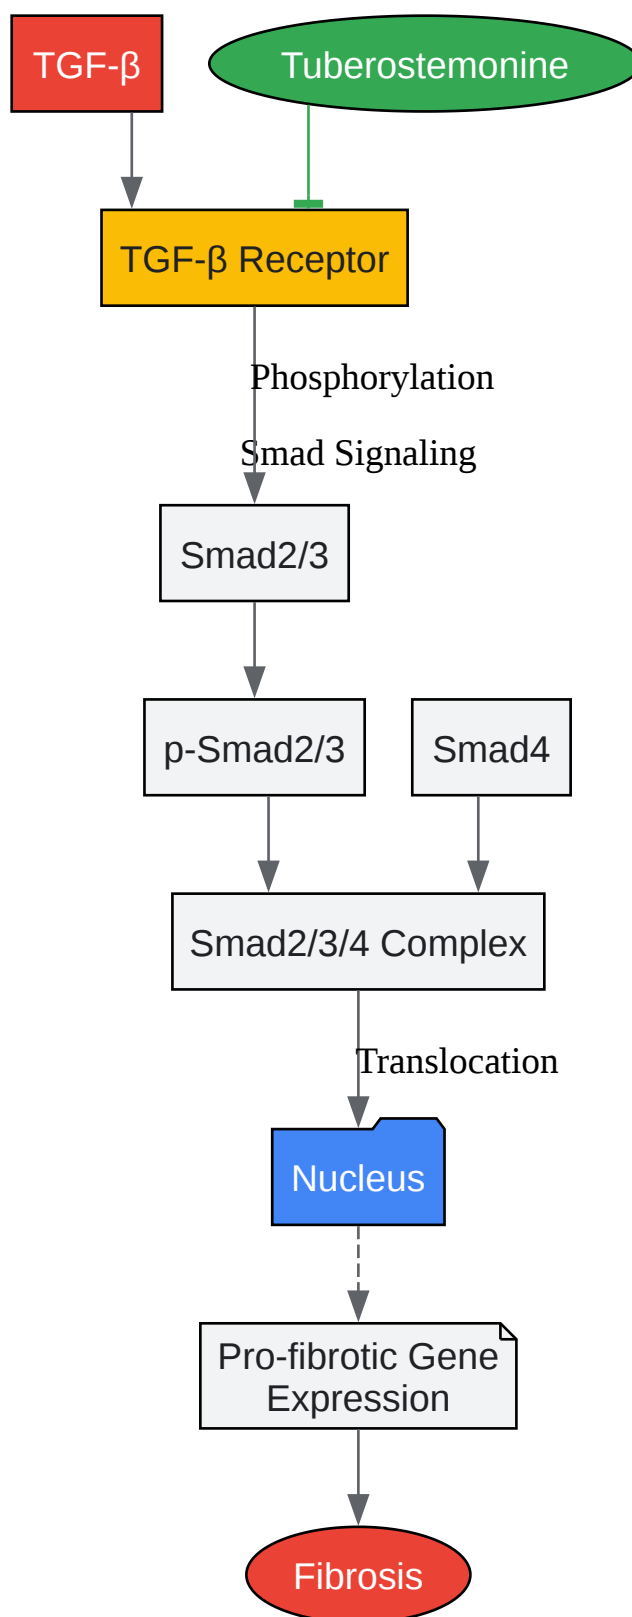 TGF-β
Tuberostemonine
TGF-β Receptor
Phosphorylation
Smad Signaling
Smad2/3
p-Smad2/3
Smad4
Smad2/3/4 Complex
Translocation
Nucleus
Pro-fibrotic Gene
Expression
Fibrosis